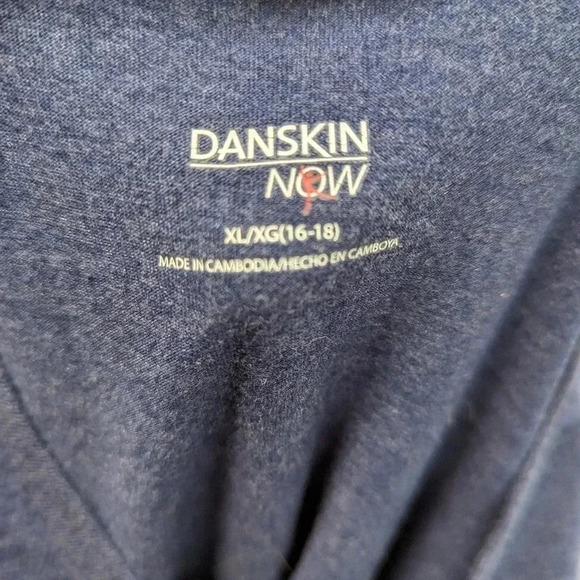 DANSKIN
NOW
XL/XG(16-18)
MADE IN CAMBODIA/HECHO EN CAMBOYA